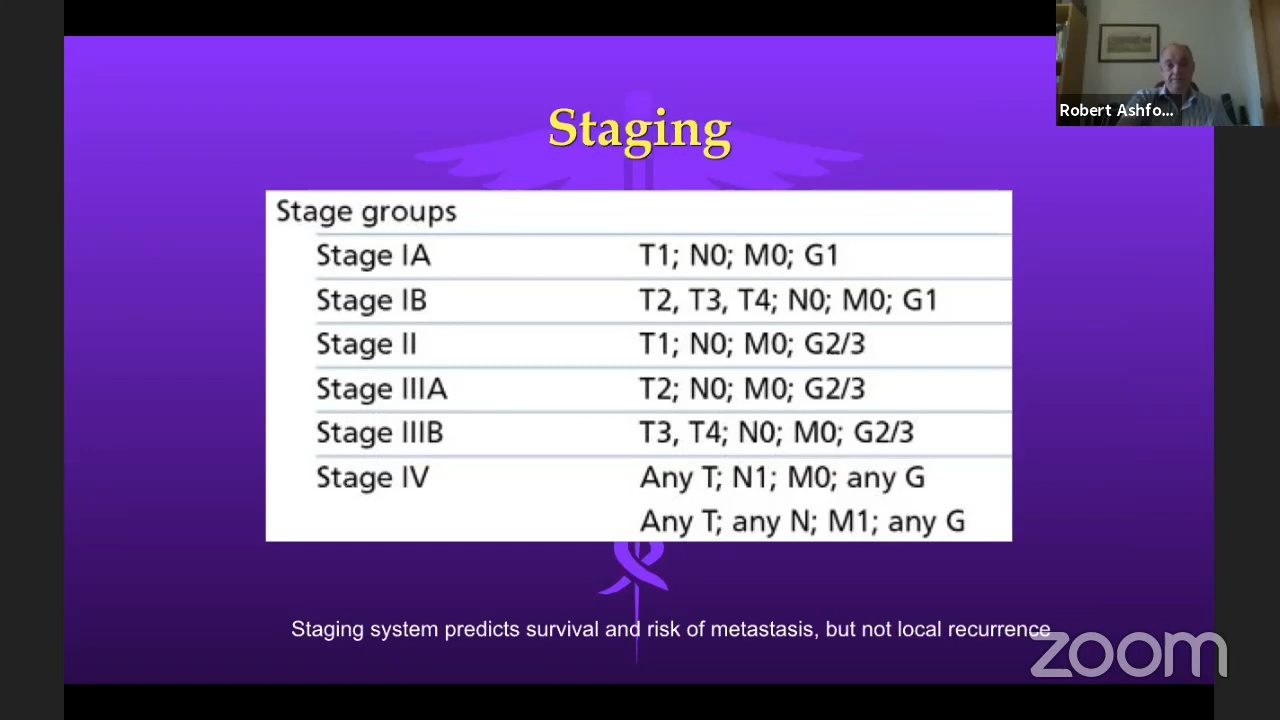 Robert Ashfo...
Staging
Stage groups
Stage IA T1; N0; M0; G1
Stage IB T2, T3, T4; N0; M0; G1
Stage II T1; N0; M0; G2/3
Stage IIIA T2; N0; M0; G2/3
Stage IIIB T3, T4; N0; M0; G2/3
Stage IV Any T; N1; M0; any G
Any T; any N; M1; any G
Staging system predicts survival and risk of metastasis, but not local recurrence
zoom